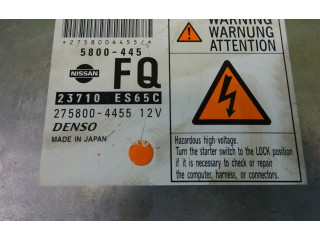 *2758004455/*
5800-445
NISSAN
FQ
23710 ES65C
275800-4455 12V
DENSO
MADE IN JAPAN
WARNING
WARNUNG
ATTENTION
Hazardous high voltage.
Turn the starter switch to the LOCK position
if it is necessary to check or repair
the computer, harness, or connectors.